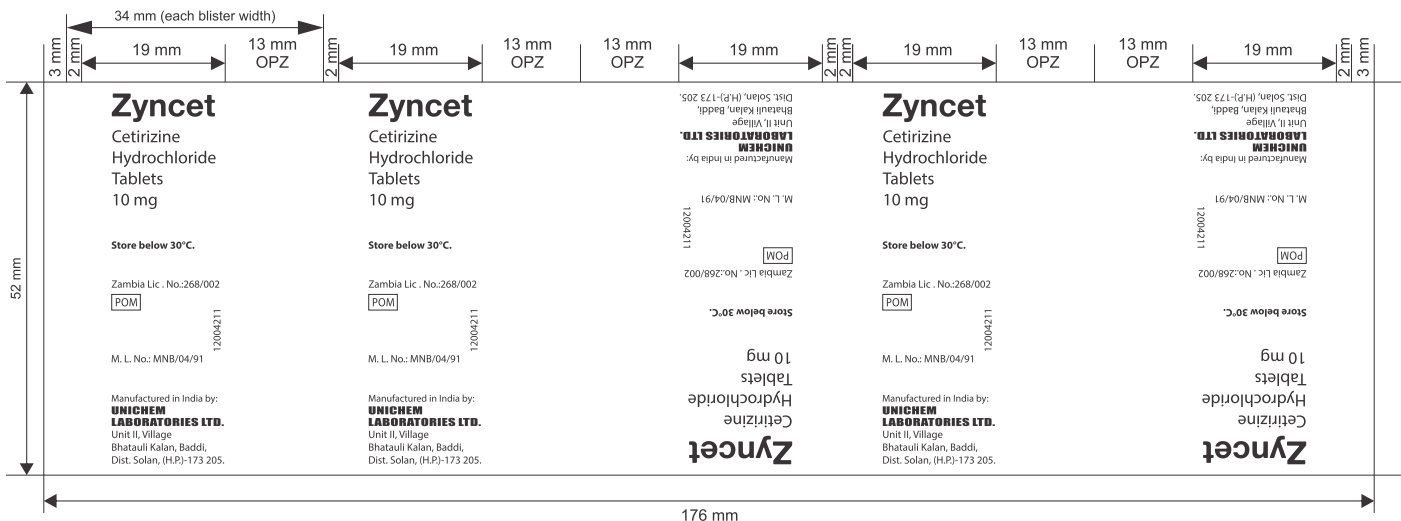 34 mm (each blister width)
3 mm
2 mm
19 mm
13 mm
OPZ
2 mm
19 mm
13 mm
OPZ
13 mm
OPZ
19 mm
2 mm
2 mm
19 mm
13 mm
OPZ
13 mm
OPZ
19 mm
2 mm
3 mm
52 mm
Zyncet
Cetirizine
Hydrochloride
Tablets
10 mg
Store below 30°C.
Zambia Lic . No.:268/002
POM
12004211
M. L. No.: MNB/04/91
Manufactured in India by:
UNICHEM
LABORATORIES LTD.
Unit II, Village
Bhatauli Kalan, Baddi,
Dist. Solan, (H.P.)-173 205.
Zyncet
Cetirizine
Hydrochloride
Tablets
10 mg
Store below 30°C.
Zambia Lic . No.:268/002
POM
12004211
M. L. No.: MNB/04/91
Manufactured in India by:
UNICHEM
LABORATORIES LTD.
Unit II, Village
Bhatauli Kalan, Baddi,
Dist. Solan, (H.P.)-173 205.
Zyncet
Cetirizine
Hydrochloride
Tablets
10 mg
Store below 30°C.
Zambia Lic . No.:268/002
POM
12004211
M. L. No.: MNB/04/91
Manufactured in India by:
UNICHEM
LABORATORIES LTD.
Unit II, Village
Bhatauli Kalan, Baddi,
Dist. Solan, (H.P.)-173 205.
Zyncet
Cetirizine
Hydrochloride
Tablets
10 mg
Store below 30°C.
Zambia Lic . No.:268/002
POM
12004211
M. L. No.: MNB/04/91
Manufactured in India by:
UNICHEM
LABORATORIES LTD.
Unit II, Village
Bhatauli Kalan, Baddi,
Dist. Solan, (H.P.)-173 205.
Zyncet
Cetirizine
Hydrochloride
Tablets
10 mg
Store below 30°C.
Zambia Lic . No.:268/002
POM
12004211
M. L. No.: MNB/04/91
Manufactured in India by:
UNICHEM
LABORATORIES LTD.
Unit II, Village
Bhatauli Kalan, Baddi,
Dist. Solan, (H.P.)-173 205.
176 mm